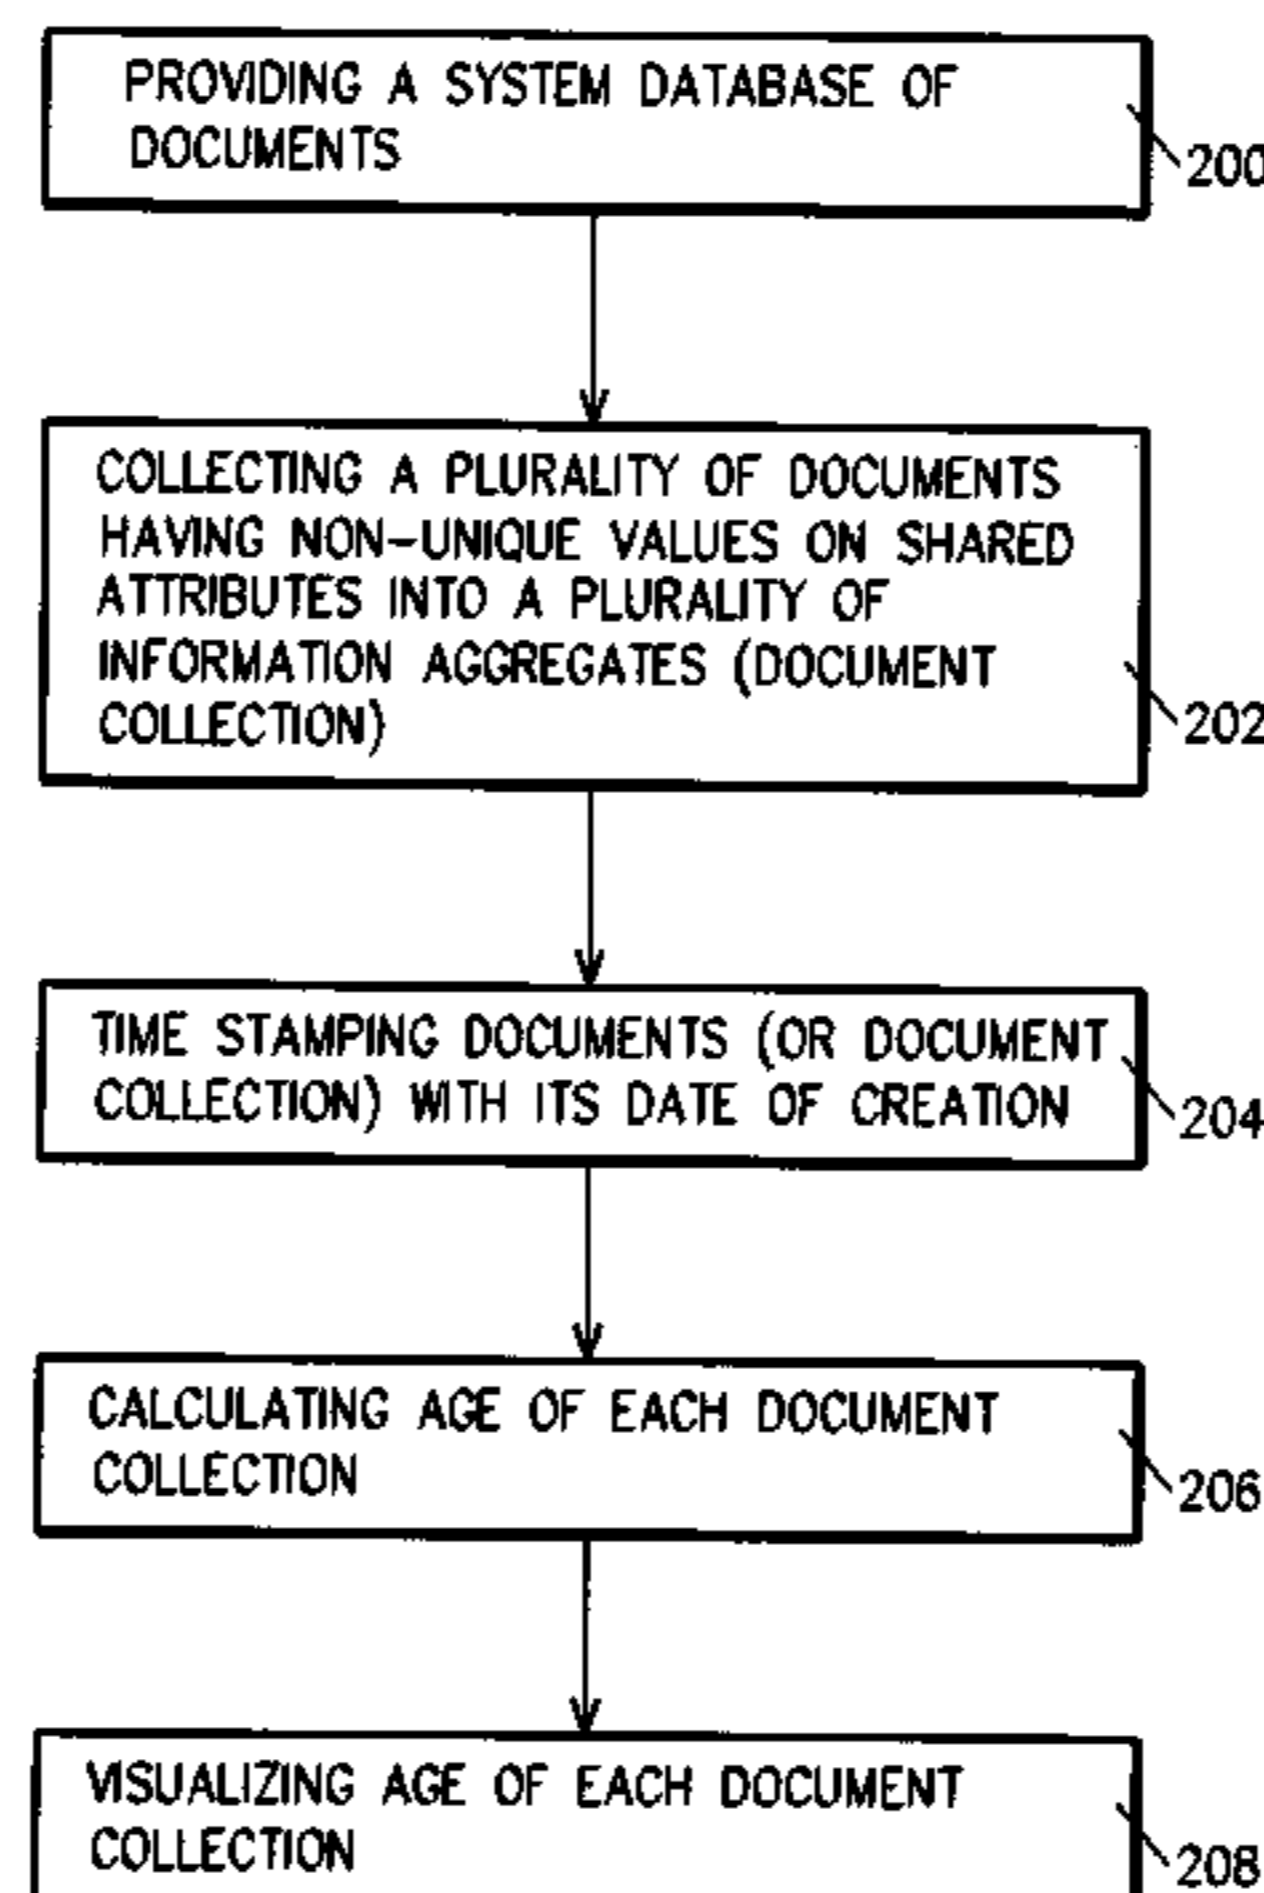 PROVIDING A SYSTEM DATABASE OF
DOCUMENTS
200
COLLECTING A PLURALITY OF DOCUMENTS
HAVING NON-UNIQUE VALUES ON SHARED
ATTRIBUTES INTO A PLURALITY OF
INFORMATION AGGREGATES (DOCUMENT
COLLECTION)
202
TIME STAMPING DOCUMENTS (OR DOCUMENT
COLLECTION) WITH ITS DATE OF CREATION
204
CALCULATING AGE OF EACH DOCUMENT
COLLECTION
206
VISUALIZING AGE OF EACH DOCUMENT
COLLECTION
208